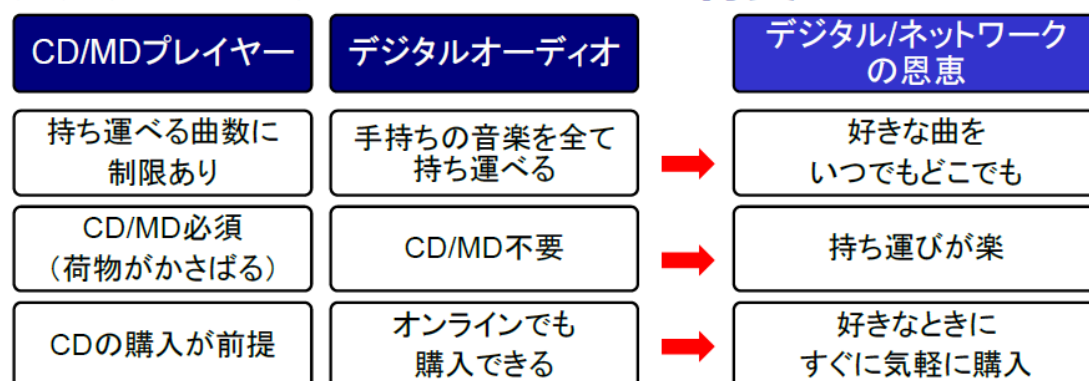 CD/MDプレイヤー
デジタルオーディオ
デジタル/ネットワーク
の恩恵
持ち運べる曲数に
制限あり
手持ちの音楽を全て
持ち運べる
好きな曲を
いつでもどこでも
CD/MD必須
(荷物がかさばる)
CD/MD不要
持ち運びが楽
CDの購入が前提
オンラインでも
購入できる
好きなときに
すぐに気軽に購入